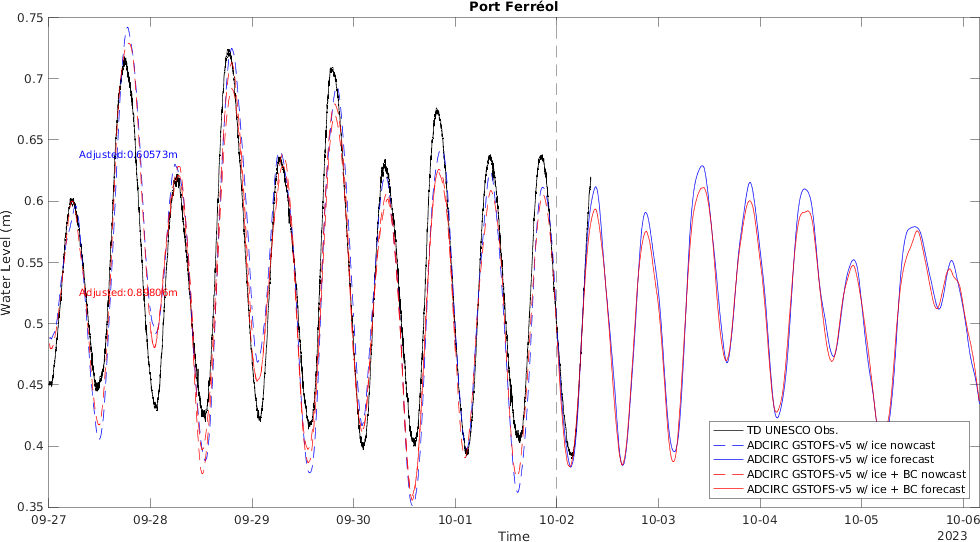 Port Ferréol
0.75
0.7
0.65
0.6
0.55
0.5
0.45
0.4
0.35
Water Level (m)
Adjusted:0.60573m
TD UNESCO Obs.
ADCIRC GSTOFS-v5 w/ ice nowcast
ADCIRC GSTOFS-v5 w/ ice forecast
ADCIRC GSTOFS-v5 w/ ice + BC nowcast
ADCIRC GSTOFS-v5 w/ ice + BC forecast
09-27 09-28 09-29 09-30 10-01 10-02 10-03 10-04 10-05 10-06
Time
2023